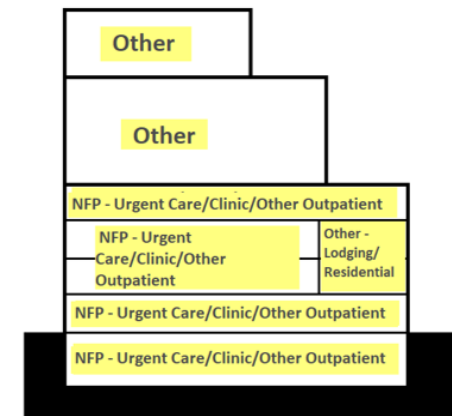 Other
Other
NFP - Urgent Care/Clinic/Other Outpatient
NFP - Urgent
Care/Clinic/Other
Outpatient
Other -
Lodging/
Residential
NFP - Urgent Care/Clinic/Other Outpatient
NFP - Urgent Care/Clinic/Other Outpatient